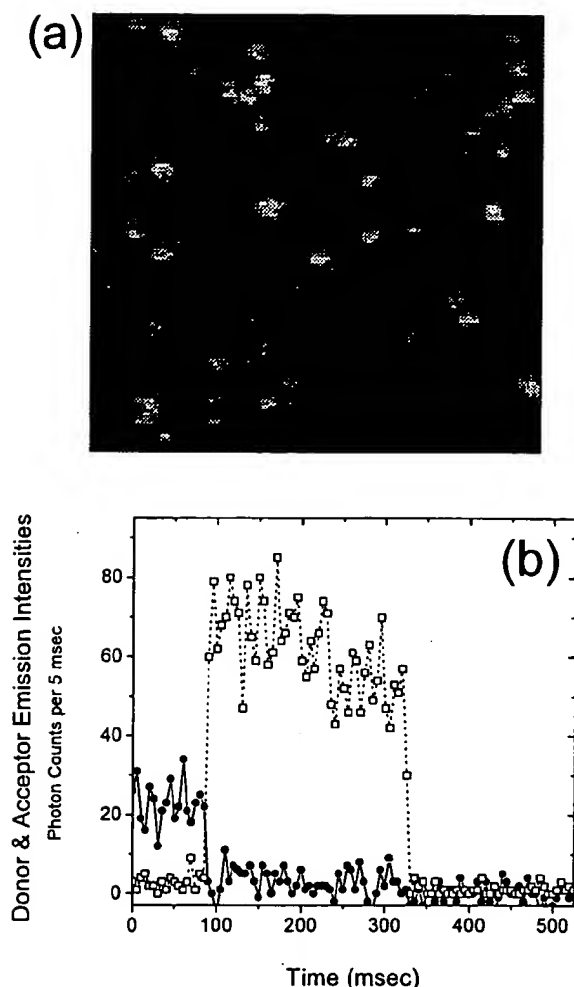 (a)
(b)
Donor & Acceptor Emission Intensities
Photon Counts per 5 msec
80
60
40
20
0
0 100 200 300 400 500
Time (msec)